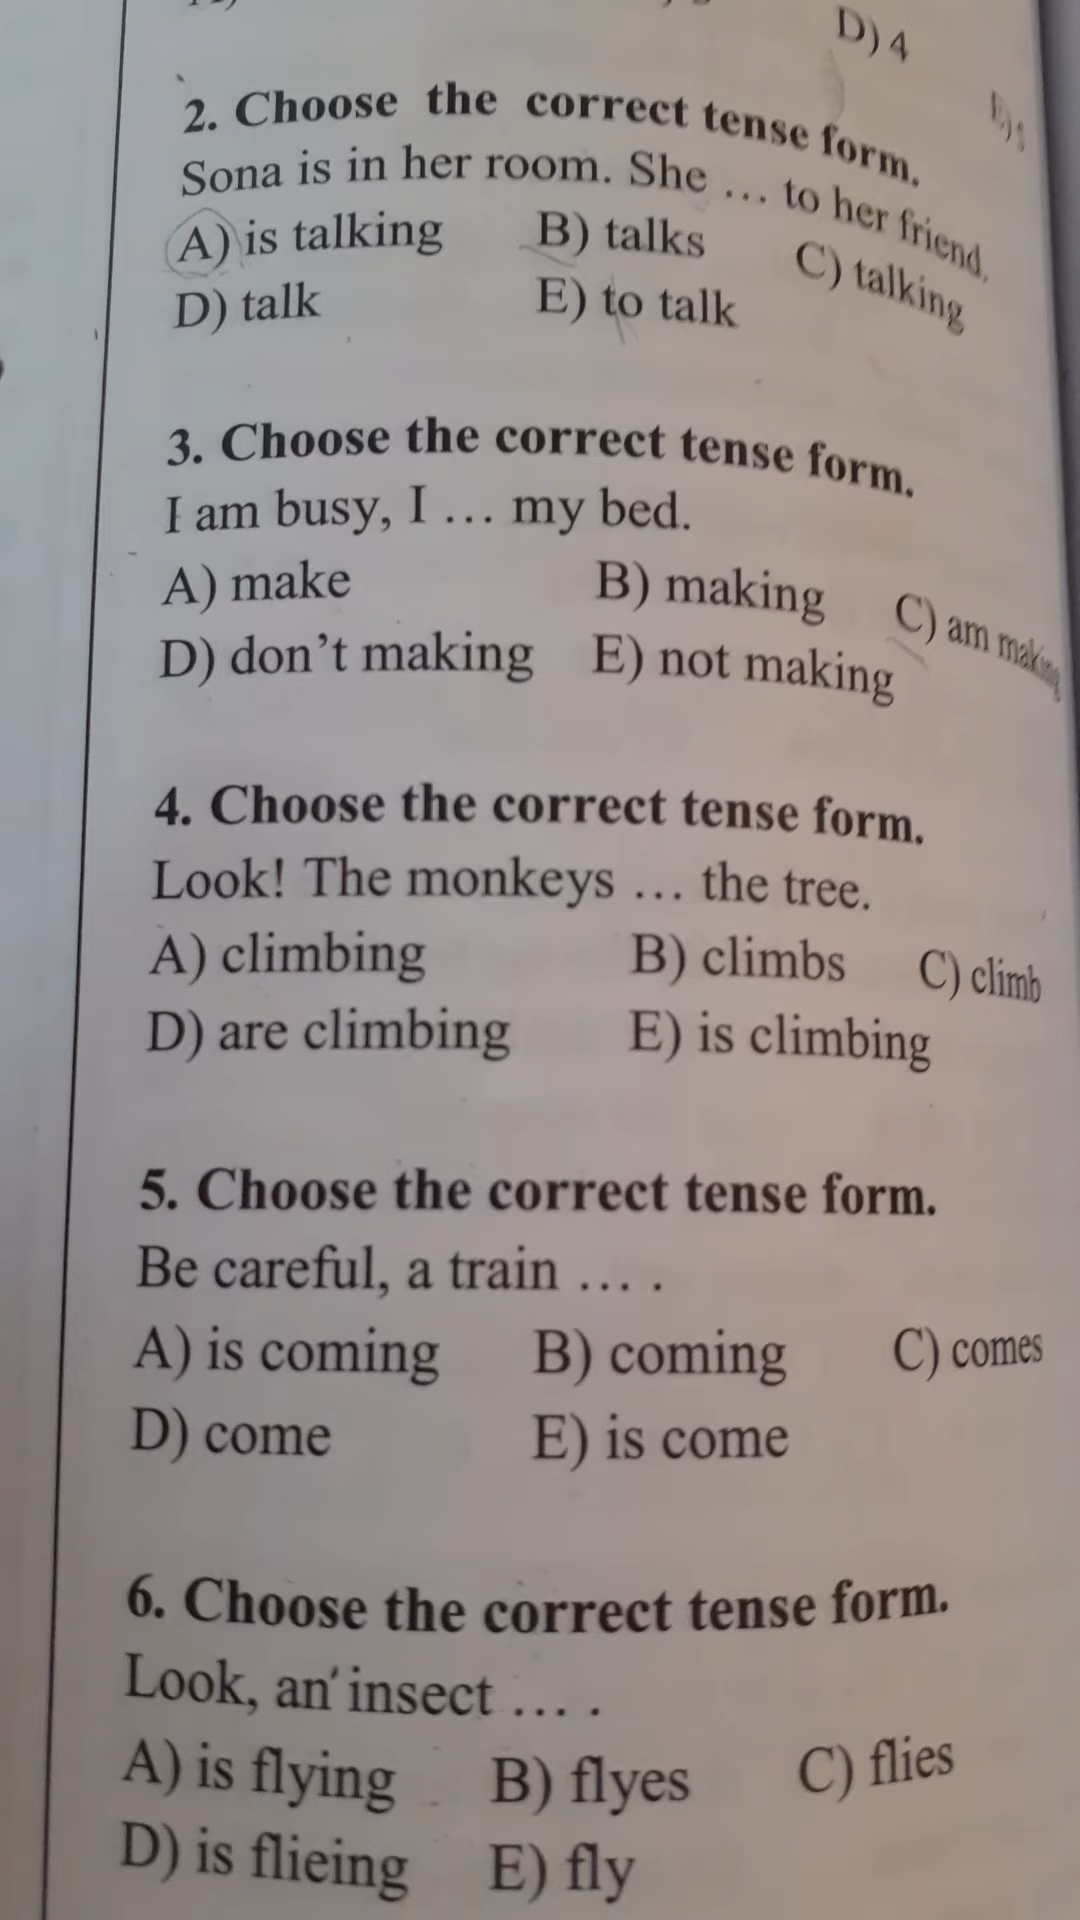 D) 4
2. Choose the correct tense form.
Sona is in her room. She ... to her friend.
A) is talking B) talks C) talking
D) talk E) to talk
3. Choose the correct tense form.
I am busy, I ... my bed.
A) make B) making C) am making
D) don't making E) not making
4. Choose the correct tense form.
Look! The monkeys ... the tree.
A) climbing B) climbs C) climb
D) are climbing E) is climbing
5. Choose the correct tense form.
Be careful, a train ... .
A) is coming B) coming C) comes
D) come E) is come
6. Choose the correct tense form.
Look, an insect ... .
A) is flying B) flyes C) flies
D) is flieing E) fly